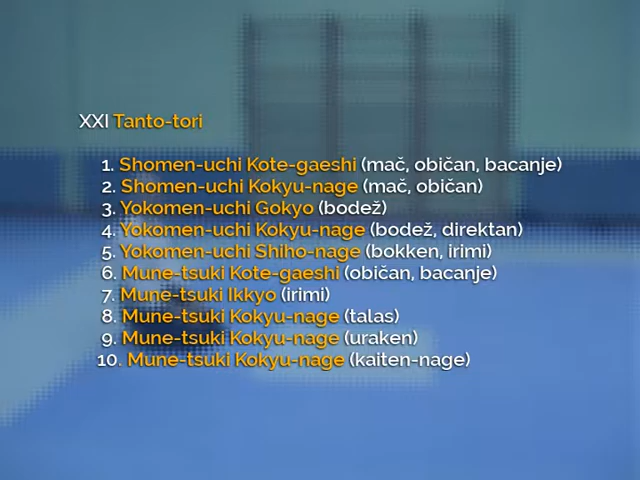 XXI Tanto-tori
1. Shomen-uchi Kote-gaeshi (mač, običan, bacanje)
2. Shomen-uchi Kokyu-nage (mač, običan)
3. Yokomen-uchi Gokyo (bodež)
4. Yokomen-uchi Kokyu-nage (bodež, direktan)
5. Yokomen-uchi Shiho-nage (bokken, irimi)
6. Mune-tsuki Kote-gaeshi (običan, bacanje)
7. Mune-tsuki Ikkyo (irimi)
8. Mune-tsuki Kokyu-nage (talas)
9. Mune-tsuki Kokyu-nage (uraken)
10. Mune-tsuki Kokyu-nage (kaiten-nage)